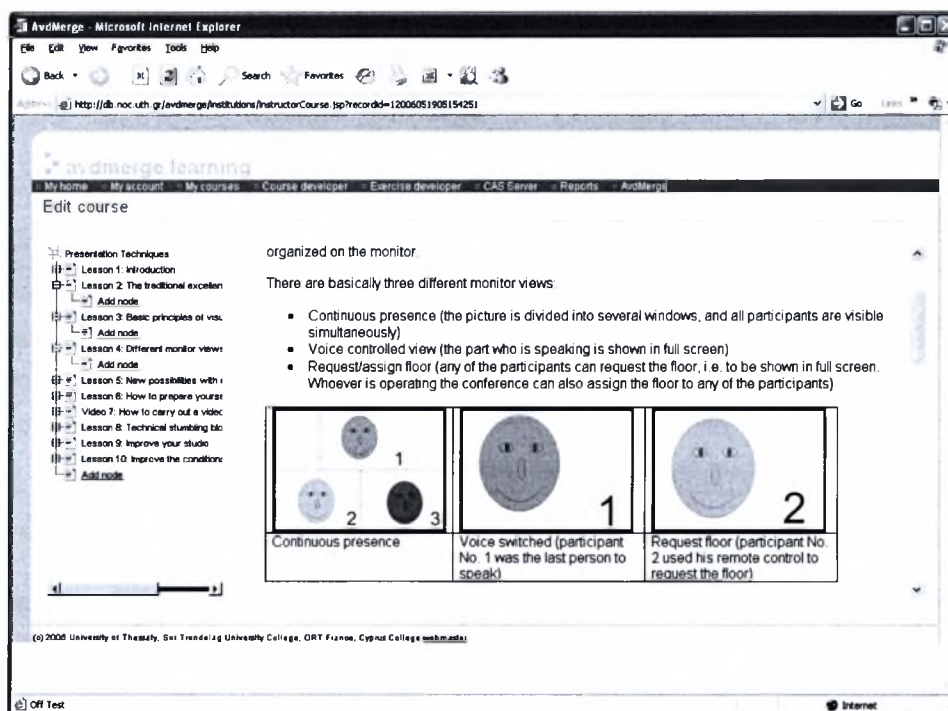 AvdMerge - Microsoft Internet Explorer
File Edit View Favorites Tools Help
Back Search Favorites
Address http://db.noc.uth.gr/avdmerge/institutions/InstructorCourse.jsp?recordId=12006051905154251 Go Links »
avdmerge learning
My home My account My courses Course developer Exercise developer CAS Server Reports AvdMerge
Edit course
Presentation Techniques
Lesson 1: Introduction
Lesson 2: The traditional excellen
Add node
Lesson 3: Basic principles of visu
Add node
Lesson 4: Different monitor views
Add node
Lesson 5: New possibilities with
Lesson 6: How to prepare yourse
Video 7: How to carry out a video
Lesson 8: Technical stumbling blo
Lesson 9: Improve your studio
Lesson 10: Improve the conditions
Add node
organized on the monitor.
There are basically three different monitor views:
• Continuous presence (the picture is divided into several windows, and all participants are visible
simultaneously)
• Voice controlled view (the part who is speaking is shown in full screen)
• Request/assign floor (any of the participants can request the floor, i.e. to be shown in full screen.
Whoever is operating the conference can also assign the floor to any of the participants)
1
2 3
1
2
Continuous presence
Voice switched (participant
No. 1 was the last person to
speak)
Request floor (participant No.
2 used his remote control to
request the floor)
(c) 2006 University of Thessaly, Sor Trondelag University College, ORT France, Cyprus College webmaster
Off Test Internet